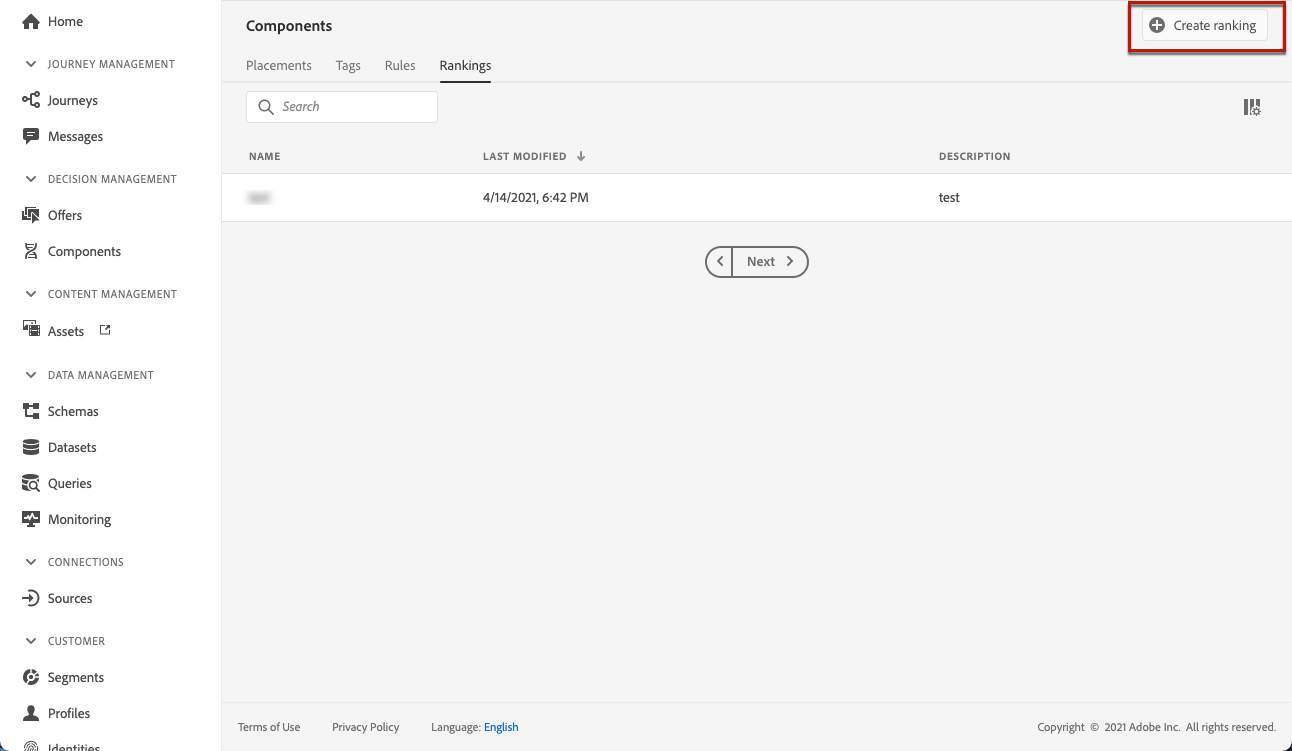 Home
JOURNEY MANAGEMENT
Journeys
Messages
DECISION MANAGEMENT
Offers
Components
CONTENT MANAGEMENT
Assets
DATA MANAGEMENT
Schemas
Datasets
Queries
Monitoring
CONNECTIONS
Sources
CUSTOMER
Segments
Profiles
Identities
Components
Create ranking
Placements Tags Rules Rankings
Search
NAME LAST MODIFIED DESCRIPTION
4/14/2021, 6:42 PM test
Next
Terms of Use Privacy Policy Language: English Copyright © 2021 Adobe Inc. All rights reserved.